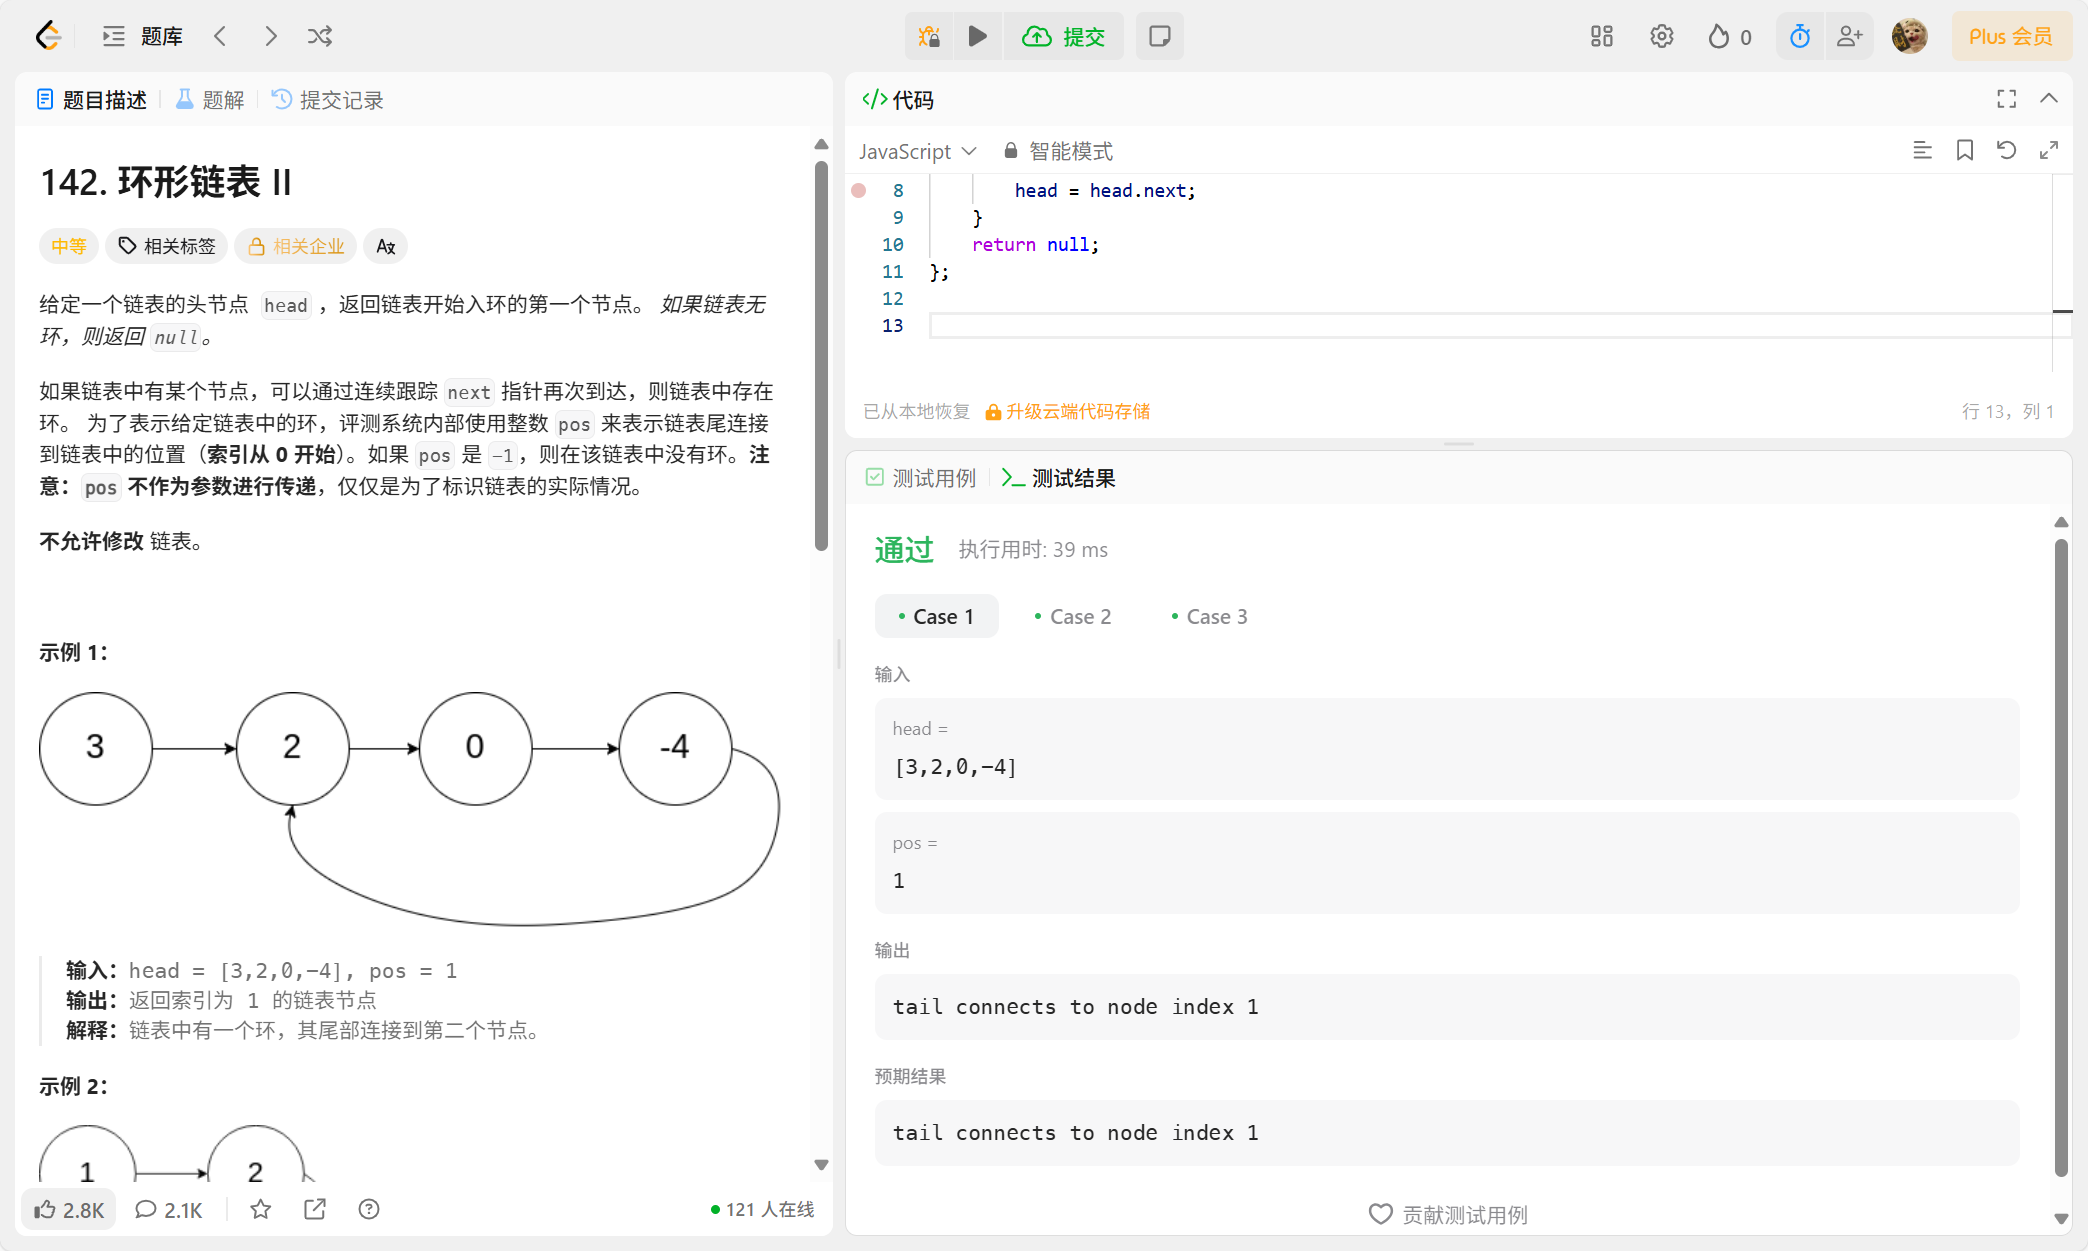 题库
提交
0
Plus 会员
题目描述
题解
提交记录
142. 环形链表 II
中等
相关标签
相关企业
给定一个链表的头节点 head ，返回链表开始入环的第一个节点。 如果链表无
环，则返回 null。
如果链表中有某个节点，可以通过连续跟踪 next 指针再次到达，则链表中存在
环。 为了表示给定链表中的环，评测系统内部使用整数 pos 来表示链表尾连接
到链表中的位置（索引从 0 开始）。如果 pos 是 -1，则在该链表中没有环。注
意：pos 不作为参数进行传递，仅仅是为了标识链表的实际情况。
不允许修改 链表。
示例 1：
3
2
0
-4
输入：head = [3,2,0,-4], pos = 1
输出：返回索引为 1 的链表节点
解释：链表中有一个环，其尾部连接到第二个节点。
示例 2：
1
2
2.8K
2.1K
121 人在线
</>代码
JavaScript
智能模式
8 head = head.next;
9 }
10 return null;
11 };
12
13
已从本地恢复
升级云端代码存储
行 13，列 1
测试用例
测试结果
通过
执行用时: 39 ms
Case 1
Case 2
Case 3
输入
head =
[3,2,0,-4]
pos =
1
输出
tail connects to node index 1
预期结果
tail connects to node index 1
贡献测试用例